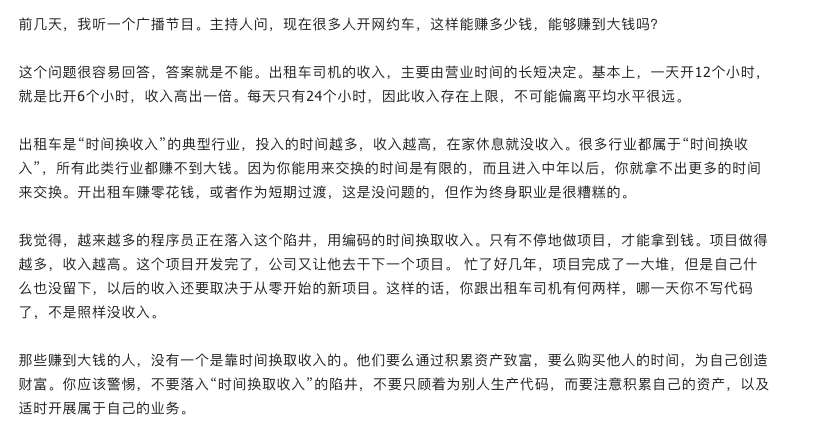 前几天，我听一个广播节目。主持人问，现在很多人开网约车，这样能赚多少钱，能够赚到大钱吗？
这个问题很容易回答，答案就是不能。出租车司机的收入，主要由营业时间的长短决定。基本上，一天开12个小时，
就是比开6个小时，收入高出一倍。每天只有24个小时，因此收入存在上限，不可能偏离平均水平很远。
出租车是“时间换收入”的典型行业，投入的时间越多，收入越高，在家休息就没收入。很多行业都属于“时间换收
入”，所有此类行业都赚不到大钱。因为你能用来交换的时间是有限的，而且进入中年以后，你就拿不出更多的时间
来交换。开出租车赚零花钱，或者作为短期过渡，这是没问题的，但作为终身职业是很糟糕的。
我觉得，越来越多的程序员正在落入这个陷井，用编码的时间换取收入。只有不停地做项目，才能拿到钱。项目做得
越多，收入越高。这个项目开发完了，公司又让他去干下一个项目。 忙了好几年，项目完成了一大堆，但是自己什
么也没留下，以后的收入还要取决于从零开始的新项目。这样的话，你跟出租车司机有何两样，哪一天你不写代码
了，不是照样没收入。
那些赚到大钱的人，没有一个是靠时间换取收入的。他们要么通过积累资产致富，要么购买他人的时间，为自己创造
财富。你应该警惕，不要落入“时间换取收入”的陷井，不要只顾着为别人生产代码，而要注意积累自己的资产，以及
适时开展属于自己的业务。